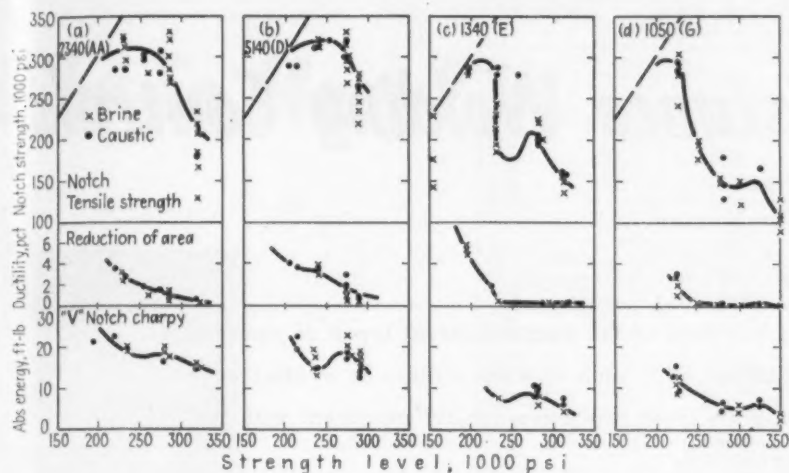 (a)
2340(AA)
(b)
5140(D)
(c) 1340 (E)
(d) 1050 (G)
350
300
250
200
150
100
Notch strength, 1000 psi
x Brine
• Caustic
Notch
Tensile strength
Reduction of area
6
4
2
0
Ductility, pct
"V" Notch charpy
30
20
10
0
Abs energy, ft-lb
150 200 250 300 350
150 200 250 300 350
150 200 250 300 350
150 200 250 300 350
Strength level, 1000 psi